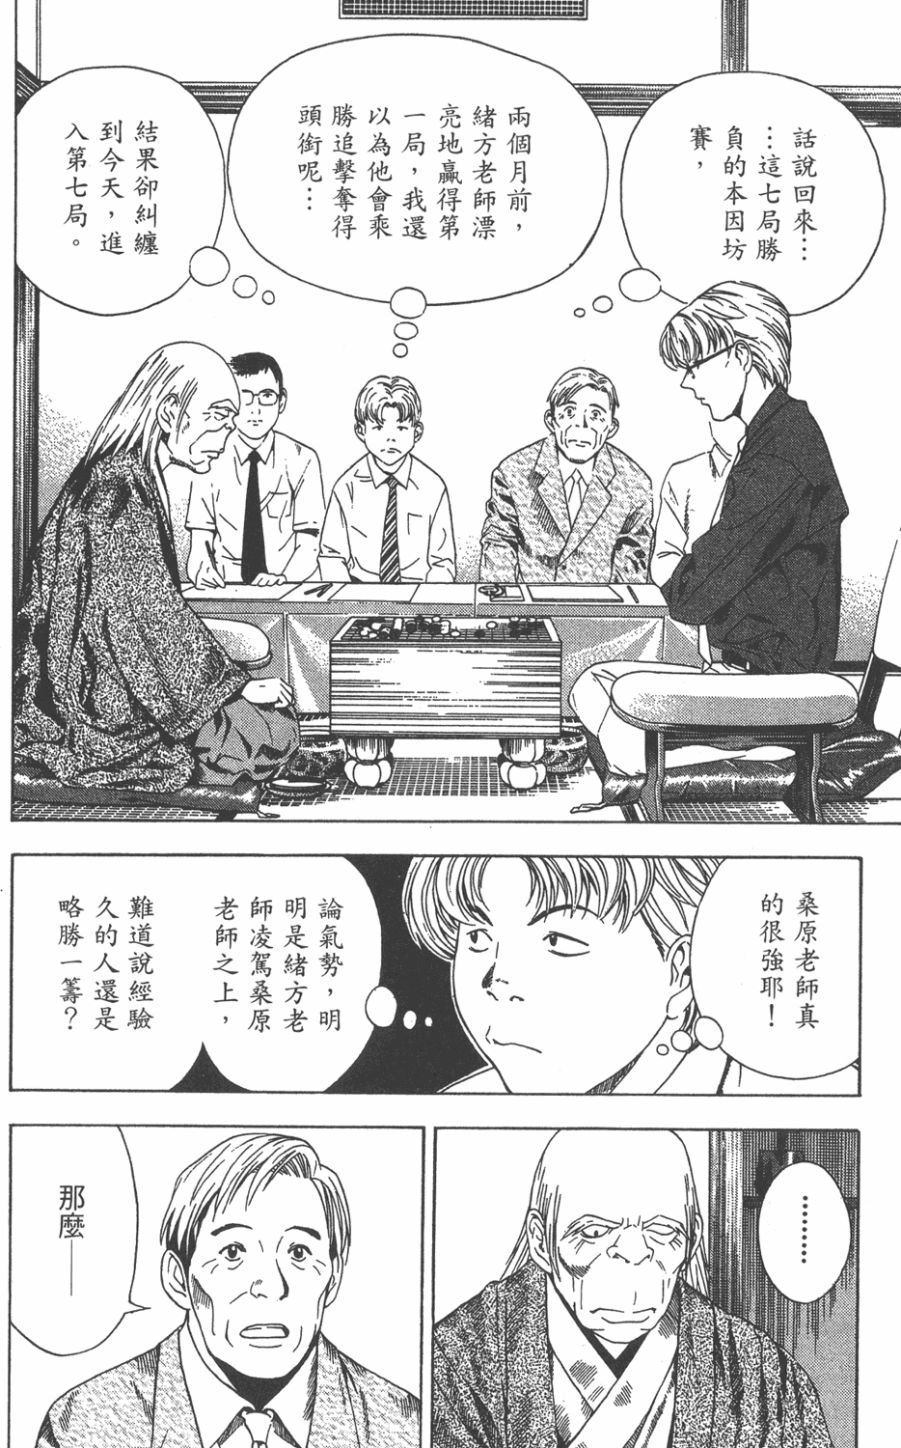 話說回來…
…這七局勝
負的本因坊
賽，
兩個月前，
緒方老師漂
亮地贏得第
一局，我還
以為他會乘
勝追擊奪得
頭銜呢…
結果卻糾纏
到今天，進
入第七局。
桑原老師真
的很強耶！
論氣勢，明
明是緒方老
師凌駕桑原
老師之上，
難道說經驗
久的人還是
略勝一籌？
………
那麼──